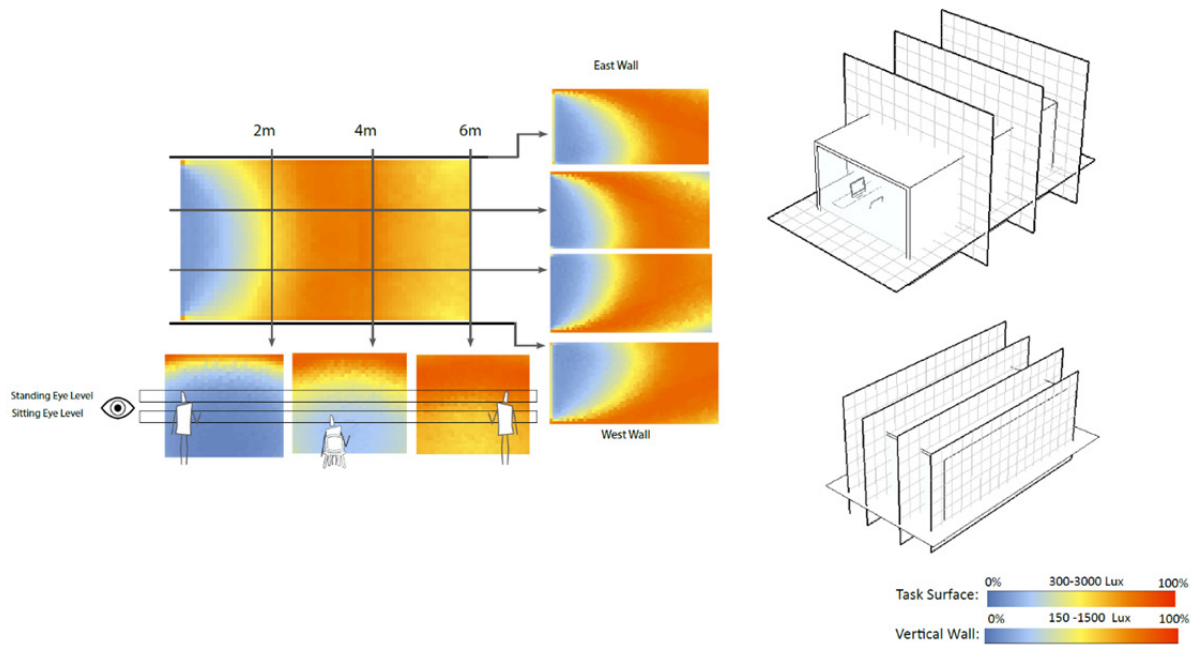 East Wall
2m
4m
6m
Standing Eye Level
Sitting Eye Level
West Wall
0%
300-3000 Lux
100%
Task Surface:
0%
150 -1500 Lux
100%
Vertical Wall: